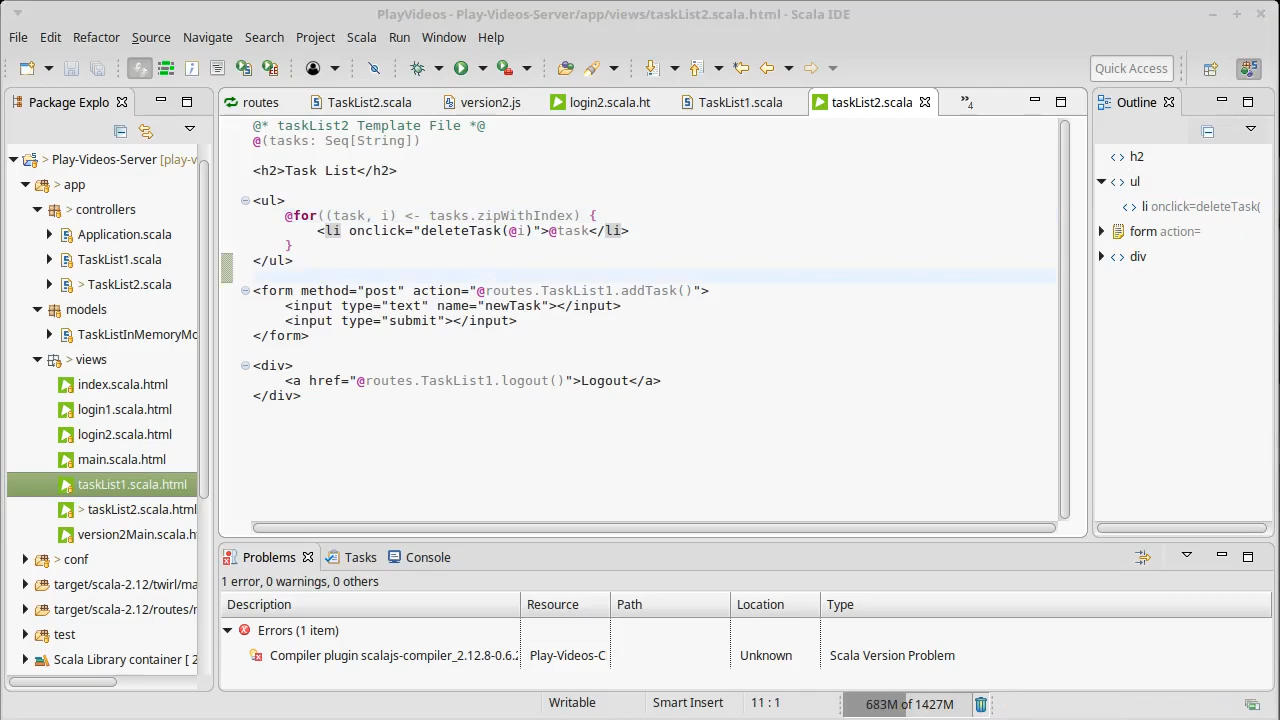 PlayVideos - Play-Videos-Server/app/views/taskList2.scala.html - Scala IDE
File Edit Refactor Source Navigate Search Project Scala Run Window Help
Quick Access
Package Explo
routes TaskList2.scala version2.js login2.scala.ht TaskList1.scala taskList2.scala »4
Outline
> Play-Videos-Server [play-v
> app
> controllers
Application.scala
TaskList1.scala
> TaskList2.scala
models
TaskListInMemoryMo
> views
index.scala.html
login1.scala.html
login2.scala.html
main.scala.html
taskList1.scala.html
> taskList2.scala.html
version2Main.scala.h
> conf
target/scala-2.12/twirl/ma
target/scala-2.12/routes/r
test
Scala Library container [ 2
@* taskList2 Template File *@
@(tasks: Seq[String])
<h2>Task List</h2>
<ul>
@for((task, i) <- tasks.zipWithIndex) {
<li onclick="deleteTask(@i)">@task</li>
}
</ul>
<form method="post" action="@routes.TaskList1.addTask()">
<input type="text" name="newTask"></input>
<input type="submit"></input>
</form>
<div>
<a href="@routes.TaskList1.logout()">Logout</a>
</div>
h2
ul
li onclick=deleteTask(
form action=
div
Problems Tasks Console
1 error, 0 warnings, 0 others
Description Resource Path Location Type
Errors (1 item)
Compiler plugin scalajs-compiler_2.12.8-0.6.2 Play-Videos-C Unknown Scala Version Problem
Writable Smart Insert 11 : 1 683M of 1427M